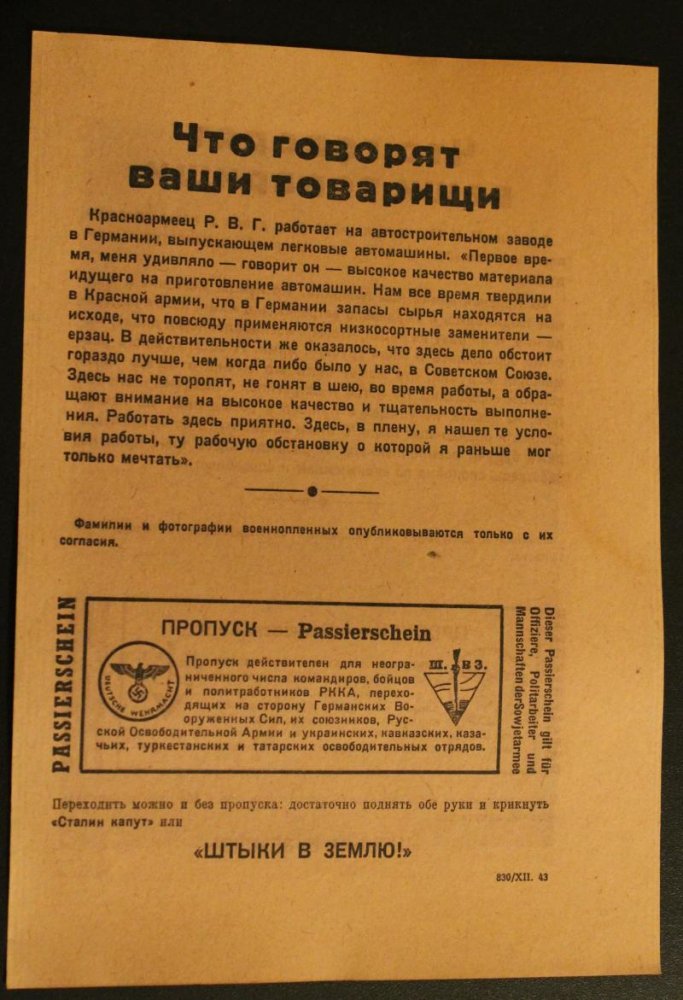 Что говорят
ваши товарищи
Красноармеец Р. В. Г. работает на автостроительном заводе
в Германии, выпускающем легковые автомашины. «Первое вре-
мя, меня удивляло — говорит он — высокое качество материала
идущего на приготовление автомашин. Нам все время твердили
в Красной армии, что в Германии запасы сырья находятся на
исходе, что повсюду применяются низкосортные заменители —
ерзац. В действительности же оказалось, что здесь дело обстоит
гораздо лучше, чем когда либо было у нас, в Советском Союзе.
Здесь нас не торопят, не гонят в шею, во время работы, а обра-
щают внимание на высокое качество и тщательность выполне-
ния. Работать здесь приятно. Здесь, в плену, я нашел те усло-
вия работы, ту рабочую обстановку о которой я раньше мог
только мечтать».
Фамилии и фотографии военнопленных опубликовываются только с их
согласия.
PASSIERSCHEIN
ПРОПУСК — Passierschein
DEUTSCHE WEHRMACHT
Пропуск действителен для неогра-
ниченного числа командиров, бойцов
и политработников РККА, перехо-
дящих на сторону Германских Во-
оруженных Сил, их союзников, Рус-
ской Освободительной Армии и украинских, кавказских, каза-
чьих, туркестанских и татарских освободительных отрядов.
Ш. В З.
Dieser Passierschein gilt für
Offiziere, Politarbeiter und
Mannschaften der Sowjetarmee
Переходить можно и без пропуска: достаточно поднять обе руки и крикнуть
«Сталин капут» или
«ШТЫКИ В ЗЕМЛЮ!»
830/XII. 43